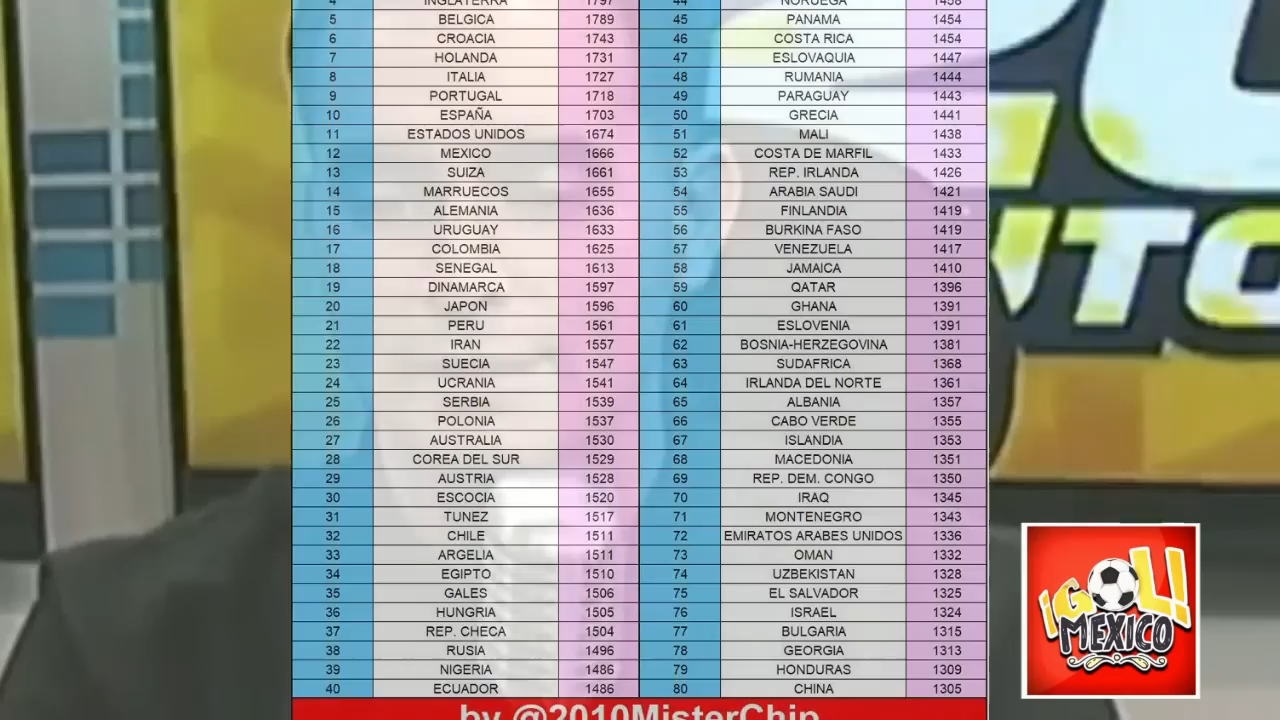 4 INGLATERRA 1797 44 NORUEGA 1458
5 BELGICA 1789 45 PANAMA 1454
6 CROACIA 1743 46 COSTA RICA 1454
7 HOLANDA 1731 47 ESLOVAQUIA 1447
8 ITALIA 1727 48 RUMANIA 1444
9 PORTUGAL 1718 49 PARAGUAY 1443
10 ESPAÑA 1703 50 GRECIA 1441
11 ESTADOS UNIDOS 1674 51 MALI 1438
12 MEXICO 1666 52 COSTA DE MARFIL 1433
13 SUIZA 1661 53 REP. IRLANDA 1426
14 MARRUECOS 1655 54 ARABIA SAUDI 1421
15 ALEMANIA 1636 55 FINLANDIA 1419
16 URUGUAY 1633 56 BURKINA FASO 1419
17 COLOMBIA 1625 57 VENEZUELA 1417
18 SENEGAL 1613 58 JAMAICA 1410
19 DINAMARCA 1597 59 QATAR 1396
20 JAPON 1596 60 GHANA 1391
21 PERU 1561 61 ESLOVENIA 1391
22 IRAN 1557 62 BOSNIA-HERZEGOVINA 1381
23 SUECIA 1547 63 SUDAFRICA 1368
24 UCRANIA 1541 64 IRLANDA DEL NORTE 1361
25 SERBIA 1539 65 ALBANIA 1357
26 POLONIA 1537 66 CABO VERDE 1355
27 AUSTRALIA 1530 67 ISLANDIA 1353
28 COREA DEL SUR 1529 68 MACEDONIA 1351
29 AUSTRIA 1528 69 REP. DEM. CONGO 1350
30 ESCOCIA 1520 70 IRAQ 1345
31 TUNEZ 1517 71 MONTENEGRO 1343
32 CHILE 1511 72 EMIRATOS ARABES UNIDOS 1336
33 ARGELIA 1511 73 OMAN 1332
34 EGIPTO 1510 74 UZBEKISTAN 1328
35 GALES 1506 75 EL SALVADOR 1325
36 HUNGRIA 1505 76 ISRAEL 1324
37 REP. CHECA 1504 77 BULGARIA 1315
38 RUSIA 1496 78 GEORGIA 1313
39 NIGERIA 1486 79 HONDURAS 1309
40 ECUADOR 1486 80 CHINA 1305
by @2010MisterChip
¡GOL!
MEXICO